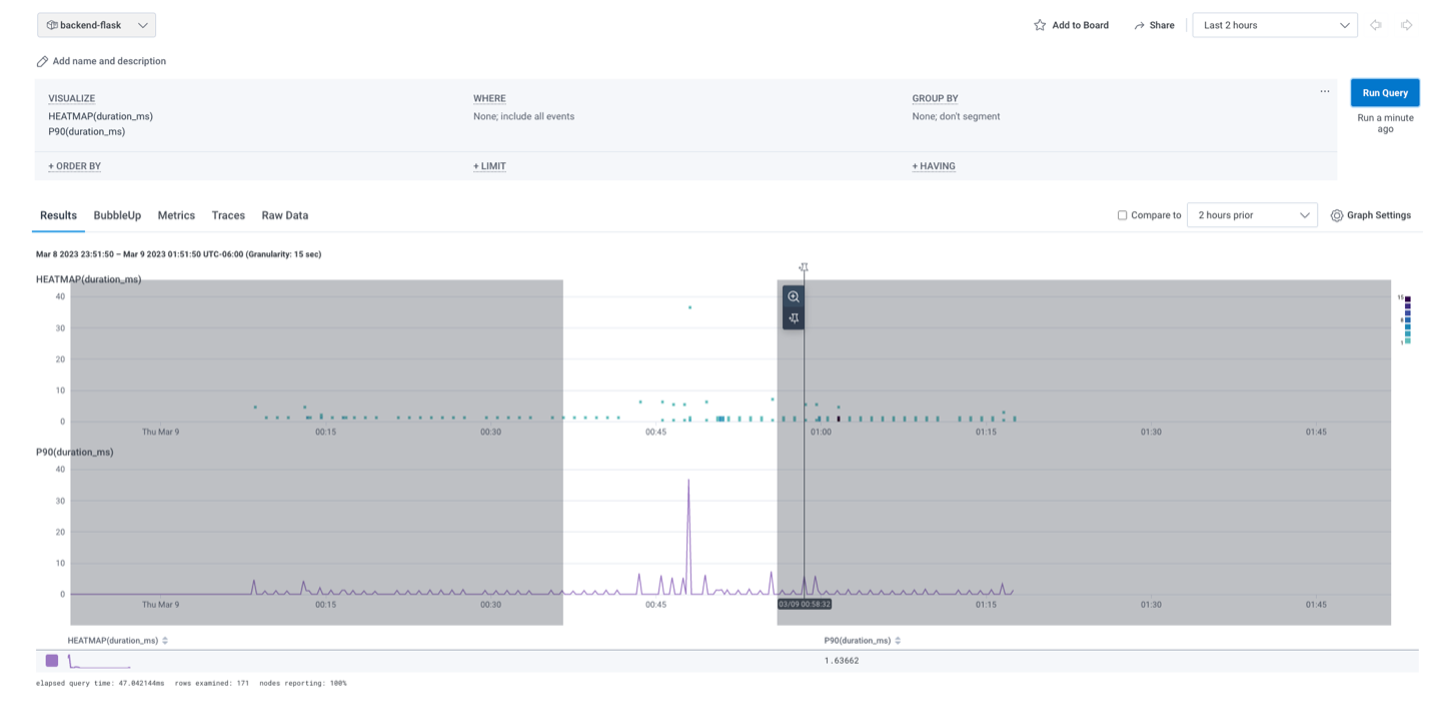 backend-flask
Add to Board
Share
Last 2 hours
Add name and description
VISUALIZE
HEATMAP(duration_ms)
P90(duration_ms)
WHERE
None; include all events
GROUP BY
None; don't segment
...
Run Query
Run a minute
ago
+ ORDER BY
+ LIMIT
+ HAVING
Results BubbleUp Metrics Traces Raw Data
Compare to
2 hours prior
Graph Settings
Mar 8 2023 23:51:50 – Mar 9 2023 01:51:50 UTC-06:00 (Granularity: 15 sec)
HEATMAP(duration_ms)
40
30
20
10
0
Thu Mar 9 00:15 00:30 00:45 01:00 01:15 01:30 01:45
P90(duration_ms)
40
30
20
10
0
Thu Mar 9 00:15 00:30 00:45 03/09 00:58:32 01:15 01:30 01:45
HEATMAP(duration_ms) P90(duration_ms)
1.63662
elapsed query time: 47.042144ms rows examined: 171 nodes reporting: 100%